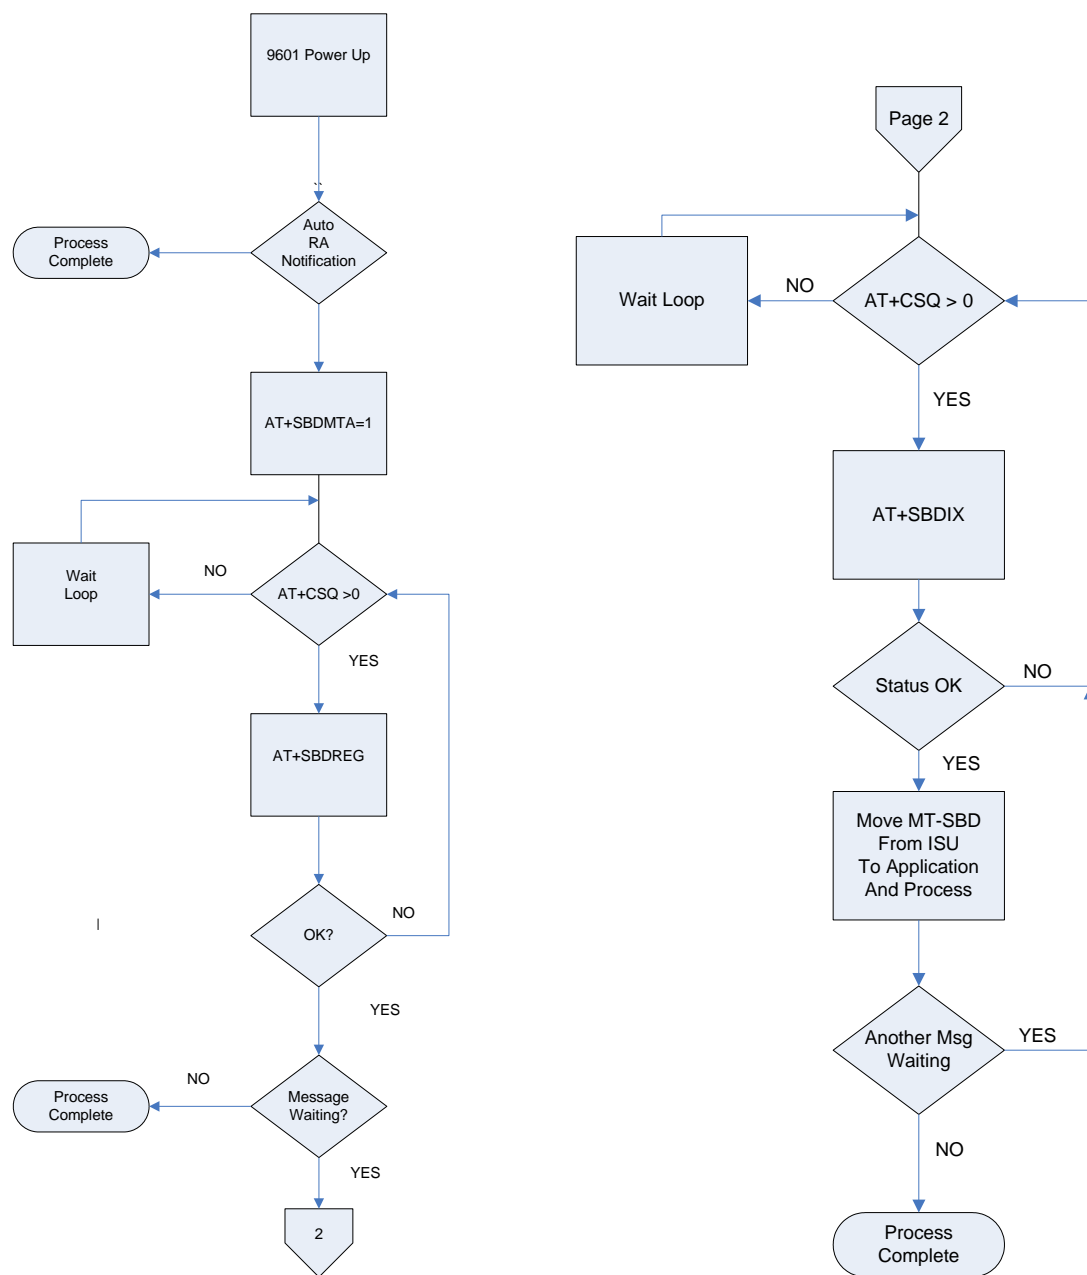 9601 Power Up
``
Auto
RA
Notification
Process
Complete
AT+SBDMTA=1
Wait
Loop
NO
AT+CSQ >0
YES
AT+SBDREG
|
OK?
NO
YES
Process
Complete
NO
Message
Waiting?
YES
2
Page 2
Wait Loop
NO
AT+CSQ > 0
YES
AT+SBDIX
Status OK
NO
YES
Move MT-SBD
From ISU
To Application
And Process
Another Msg
Waiting
YES
NO
Process
Complete